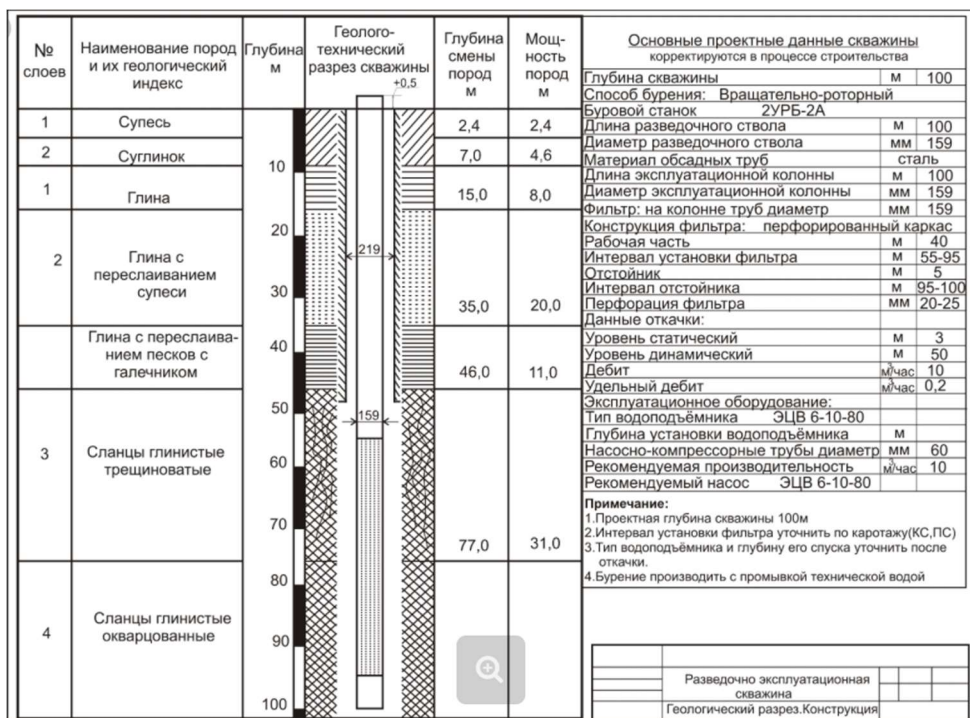 №
слоев
Наименование пород
и их геологический
индекс
Глубина
м
Геолого-
технический
разрез скважины
+0,5
Глубина
смены
пород
м
Мощ-
ность
пород
м
1
Супесь
2,4
2,4
2
Суглинок
7,0
4,6
10
1
Глина
15,0
8,0
20
219
2
Глина с
переслаиванием
супеси
30
35,0
20,0
Глина с переслаива-
нием песков с
галечником
40
46,0
11,0
50
159
3
Сланцы глинистые
трещиноватые
60
70
77,0
31,0
80
4
Сланцы глинистые
окварцованные
90
100
Основные проектные данные скважины
корректируются в процессе строительства
Глубина скважины м 100
Способ бурения: Вращательно-роторный
Буровой станок 2УРБ-2А
Длина разведочного ствола м 100
Диаметр разведочного ствола мм 159
Материал обсадных труб сталь
Длина эксплуатационной колонны м 100
Диаметр эксплуатационной колонны мм 159
Фильтр: на колонне труб диаметр мм 159
Конструкция фильтра: перфорированный каркас
Рабочая часть м 40
Интервал установки фильтра м 55-95
Отстойник м 5
Интервал отстойника м 95-100
Перфорация фильтра мм 20-25
Данные откачки:
Уровень статический м 3
Уровень динамический м 50
Дебит м³/час 10
Удельный дебит м³/час 0,2
Эксплуатационное оборудование:
Тип водоподъёмника ЭЦВ 6-10-80
Глубина установки водоподъёмника м
Насосно-компрессорные трубы диаметр мм 60
Рекомендуемая производительность м³/час 10
Рекомендуемый насос ЭЦВ 6-10-80
Примечание:
1.Проектная глубина скважины 100м
2.Интервал установки фильтра уточнить по каротажу(КС,ПС)
3.Тип водоподъёмника и глубину его спуска уточнить после
откачки.
4.Бурение производить с промывкой технической водой
Разведочно эксплуатационная
скважина
Геологический разрез.Конструкция